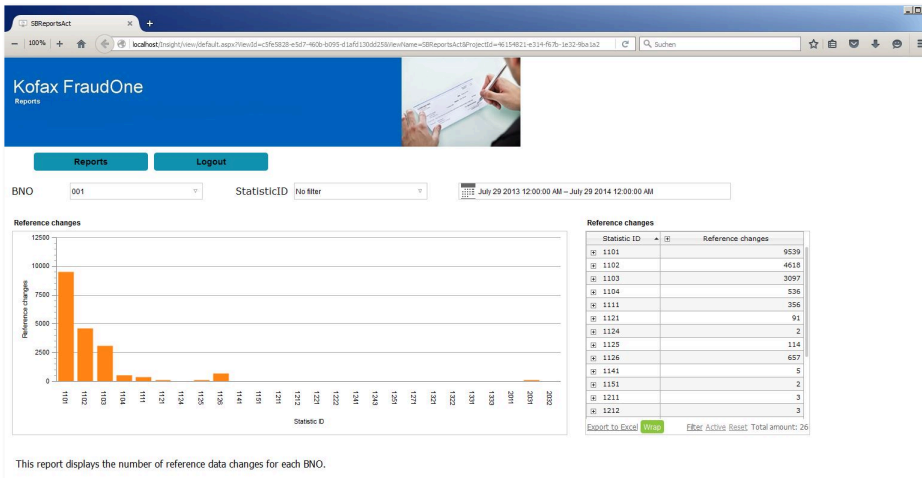 SBReportsAct
100%
localhost/Insight/view/default.aspx?ViewId=c5fe5828-e5d7-460b-b095-d1afd130dd25&ViewName=SBReportsAct&ProjectId=46154821-e314-f67b-1e32-9ba1a2
Suchen
Kofax FraudOne
Reports
Reports Logout
BNO 001 StatisticID No filter July 29 2013 12:00:00 AM – July 29 2014 12:00:00 AM
Reference changes
12500
10000
7500
5000
2500
0
Reference changes
1101 1102 1103 1104 1111 1121 1124 1125 1126 1141 1151 1211 1212 1221 1222 1241 1243 1251 1271 1321 1322 1331 1333 2011 2031 2032
Statistic ID
Reference changes
Statistic ID Reference changes
1101 9539
1102 4618
1103 3097
1104 536
1111 356
1121 91
1124 2
1125 114
1126 657
1141 5
1151 2
1211 3
1212 3
Export to Excel Wrap Filter Active Reset Total amount: 26
This report displays the number of reference data changes for each BNO.